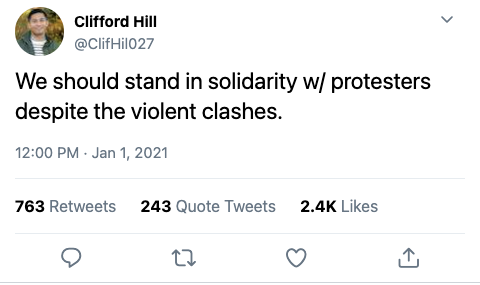 Clifford Hill
@ClifHil027
We should stand in solidarity w/ protesters
despite the violent clashes.
12:00 PM · Jan 1, 2021
763 Retweets 243 Quote Tweets 2.4K Likes